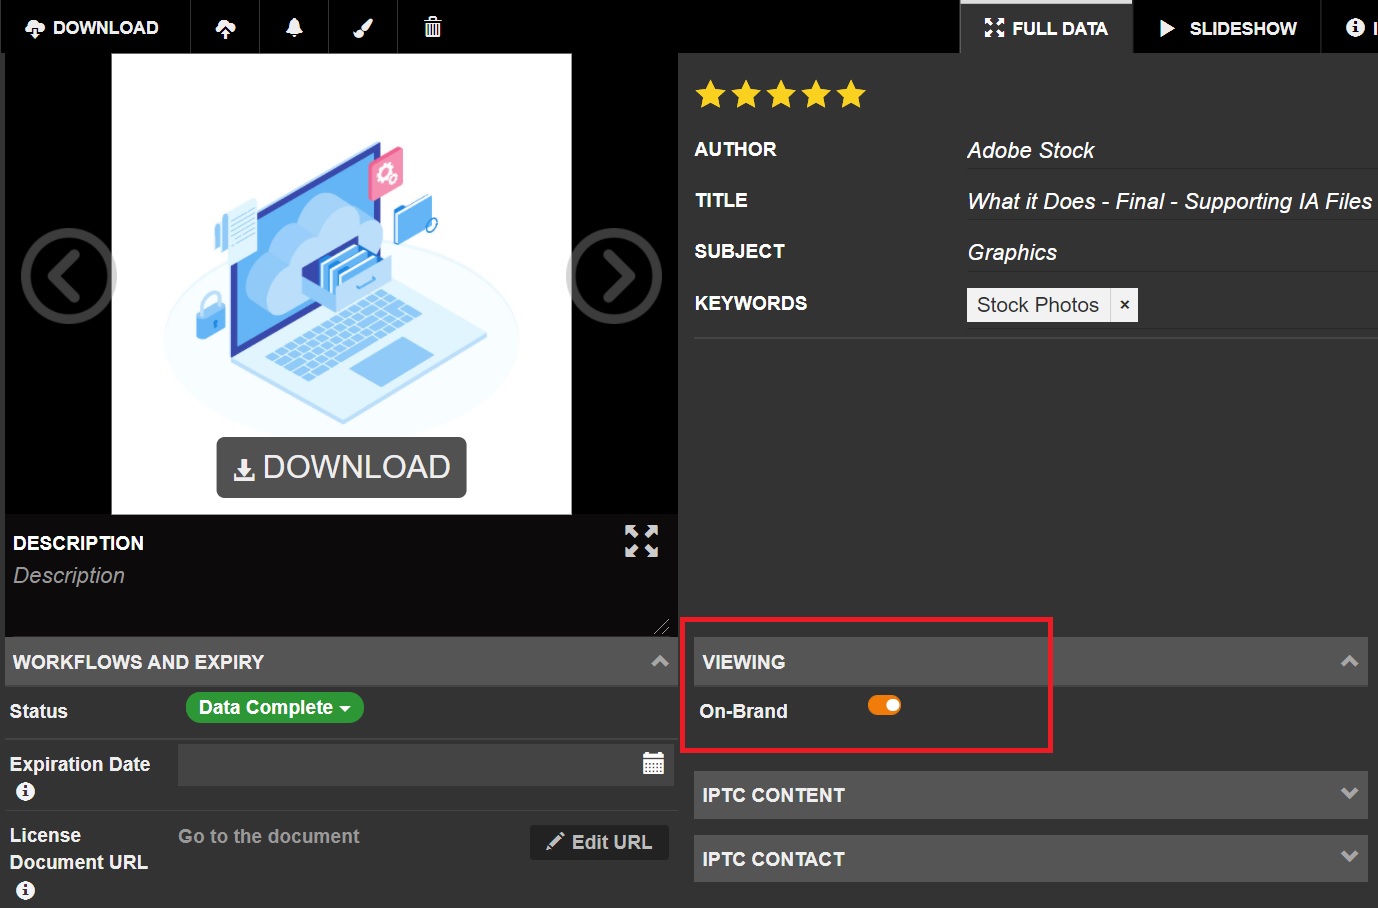 DOWNLOAD
FULL DATA
SLIDESHOW
AUTHOR
Adobe Stock
TITLE
What it Does - Final - Supporting IA Files
SUBJECT
Graphics
KEYWORDS
Stock Photos ×
DOWNLOAD
DESCRIPTION
Description
WORKFLOWS AND EXPIRY
Status
Data Complete
Expiration Date
License
Document URL
Go to the document
Edit URL
VIEWING
On-Brand
IPTC CONTENT
IPTC CONTACT